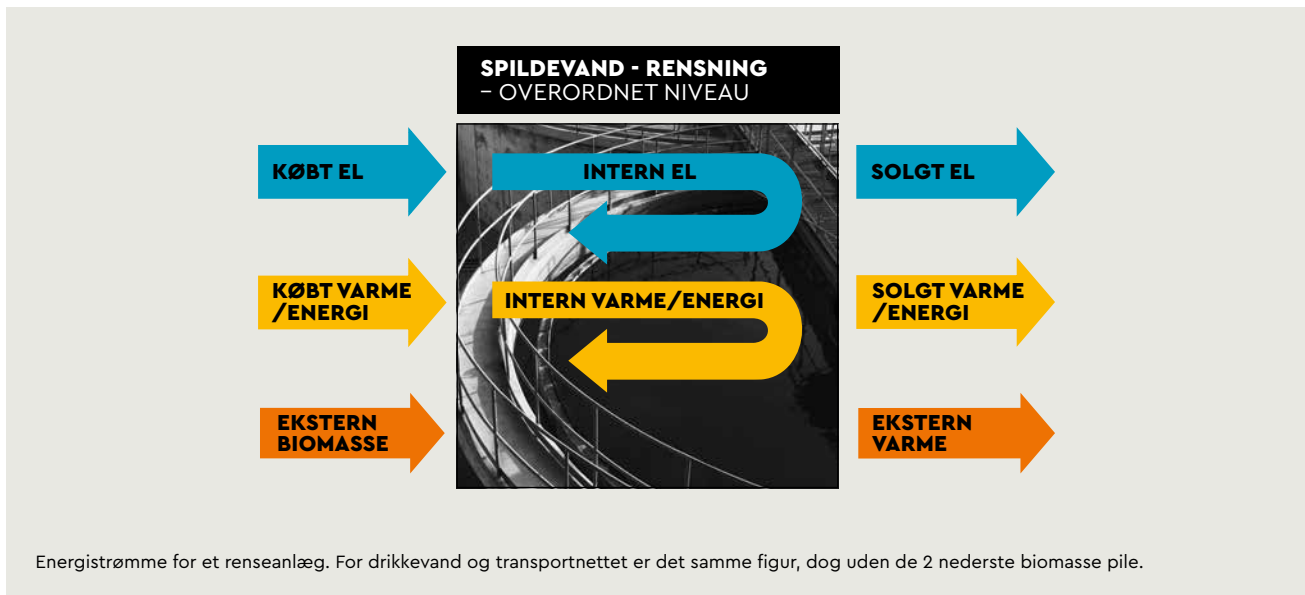 SPILDEVAND - RENSNING
– OVERORDNET NIVEAU
KØBT EL
INTERN EL
SOLGT EL
KØBT VARME
/ENERGI
INTERN VARME/ENERGI
SOLGT VARME
/ENERGI
EKSTERN
BIOMASSE
EKSTERN
VARME
Energistrømme for et renseanlæg. For drikkevand og transportnettet er det samme figur, dog uden de 2 nederste biomasse pile.